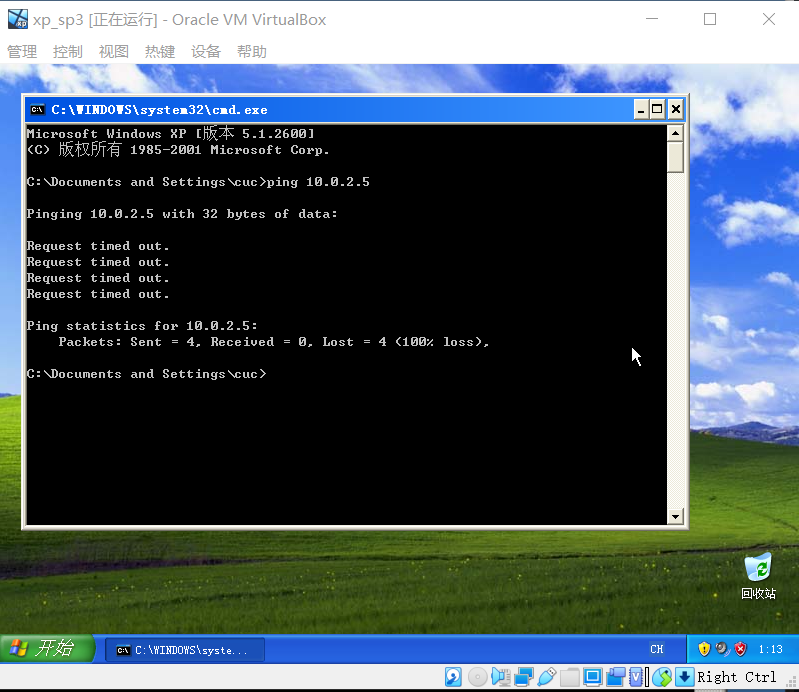 xp_sp3 [正在运行] - Oracle VM VirtualBox
管理 控制 视图 热键 设备 帮助
C:\WINDOWS\system32\cmd.exe
Microsoft Windows XP [版本 5.1.2600]
(C) 版权所有 1985-2001 Microsoft Corp.
C:\Documents and Settings\cuc>ping 10.0.2.5
Pinging 10.0.2.5 with 32 bytes of data:
Request timed out.
Request timed out.
Request timed out.
Request timed out.
Ping statistics for 10.0.2.5:
Packets: Sent = 4, Received = 0, Lost = 4 (100% loss),
C:\Documents and Settings\cuc>
回收站
开始 C:\WINDOWS\syste... CH 1:13
Right Ctrl